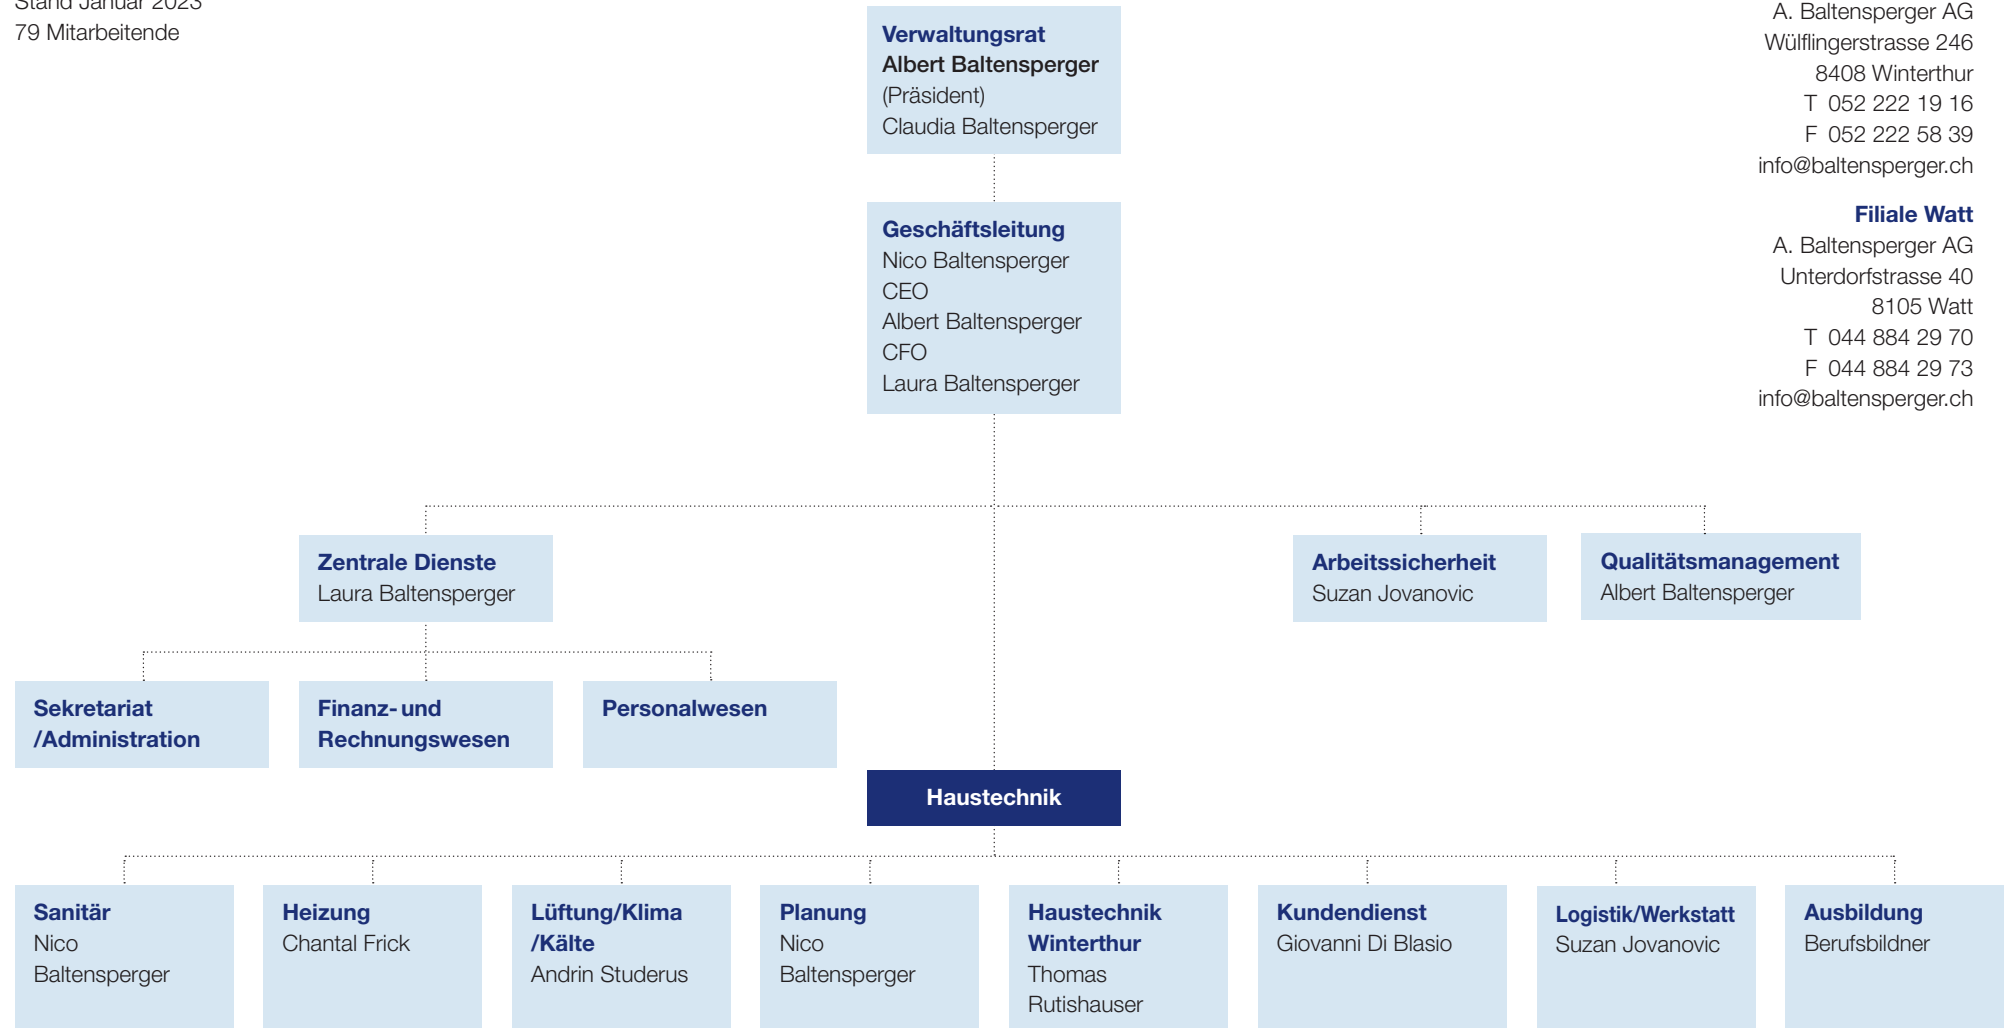 Stand Januar 2023
79 Mitarbeitende
Verwaltungsrat
Albert Baltensperger
(Präsident)
Claudia Baltensperger
A. Baltensperger AG
Wülflingerstrasse 246
8408 Winterthur
T 052 222 19 16
F 052 222 58 39
info@baltensperger.ch
Filiale Watt
A. Baltensperger AG
Unterdorfstrasse 40
8105 Watt
T 044 884 29 70
F 044 884 29 73
info@baltensperger.ch
Geschäftsleitung
Nico Baltensperger
CEO
Albert Baltensperger
CFO
Laura Baltensperger
Zentrale Dienste
Laura Baltensperger
Arbeitssicherheit
Suzan Jovanovic
Qualitätsmanagement
Albert Baltensperger
Sekretariat
/Administration
Finanz- und
Rechnungswesen
Personalwesen
Haustechnik
Sanitär
Nico
Baltensperger
Heizung
Chantal Frick
Lüftung/Klima
/Kälte
Andrin Studerus
Planung
Nico
Baltensperger
Haustechnik
Winterthur
Thomas
Rutishauser
Kundendienst
Giovanni Di Blasio
Logistik/Werkstatt
Suzan Jovanovic
Ausbildung
Berufsbildner